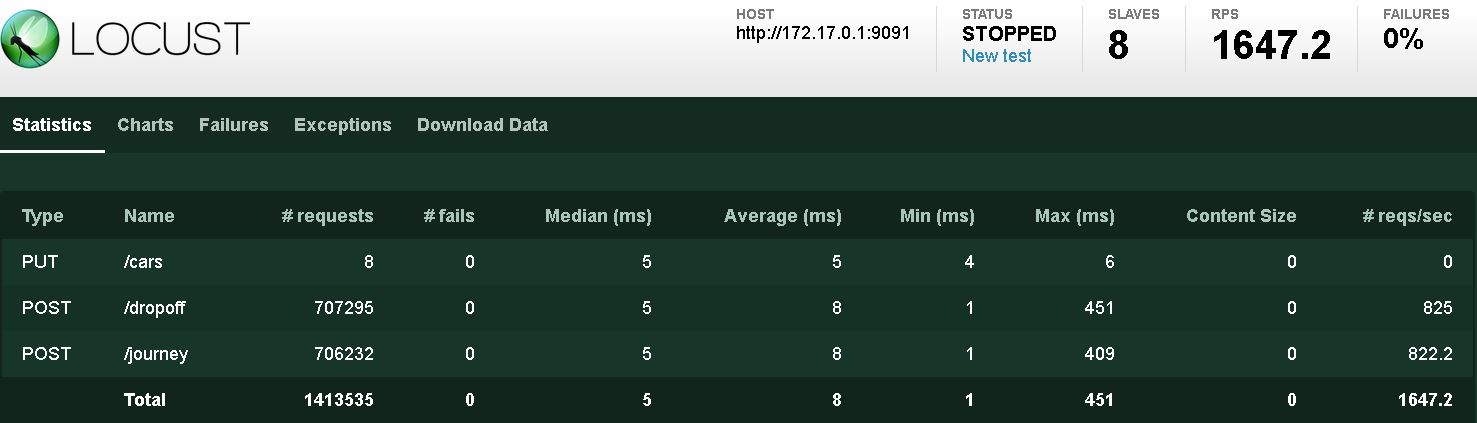 LOCUST
HOST
http://172.17.0.1:9091
STATUS
STOPPED
New test
SLAVES
8
RPS
1647.2
FAILURES
0%
Statistics Charts Failures Exceptions Download Data
Type Name # requests # fails Median (ms) Average (ms) Min (ms) Max (ms) Content Size # reqs/sec
PUT /cars 8 0 5 5 4 6 0 0
POST /dropoff 707295 0 5 8 1 451 0 825
POST /journey 706232 0 5 8 1 409 0 822.2
Total 1413535 0 5 8 1 451 0 1647.2